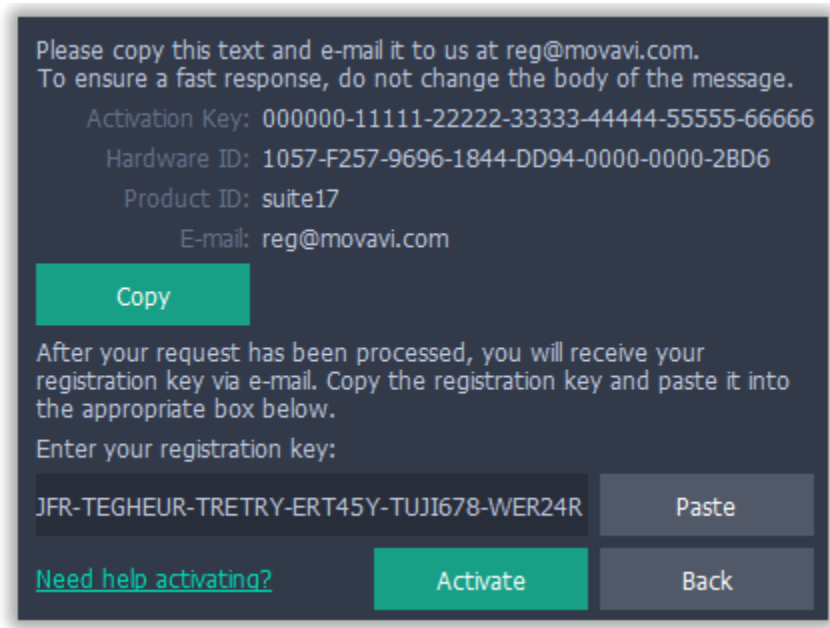 Please copy this text and e-mail it to us at reg@movavi.com.
To ensure a fast response, do not change the body of the message.
Activation Key: 000000-11111-22222-33333-44444-55555-66666
Hardware ID: 1057-F257-9696-1844-DD94-0000-0000-2BD6
Product ID: suite17
E-mail: reg@movavi.com
Copy
After your request has been processed, you will receive your
registration key via e-mail. Copy the registration key and paste it into
the appropriate box below.
Enter your registration key:
JFR-TEGHEUR-TRETRY-ERT45Y-TUJI678-WER24R Paste
Need help activating? Activate Back